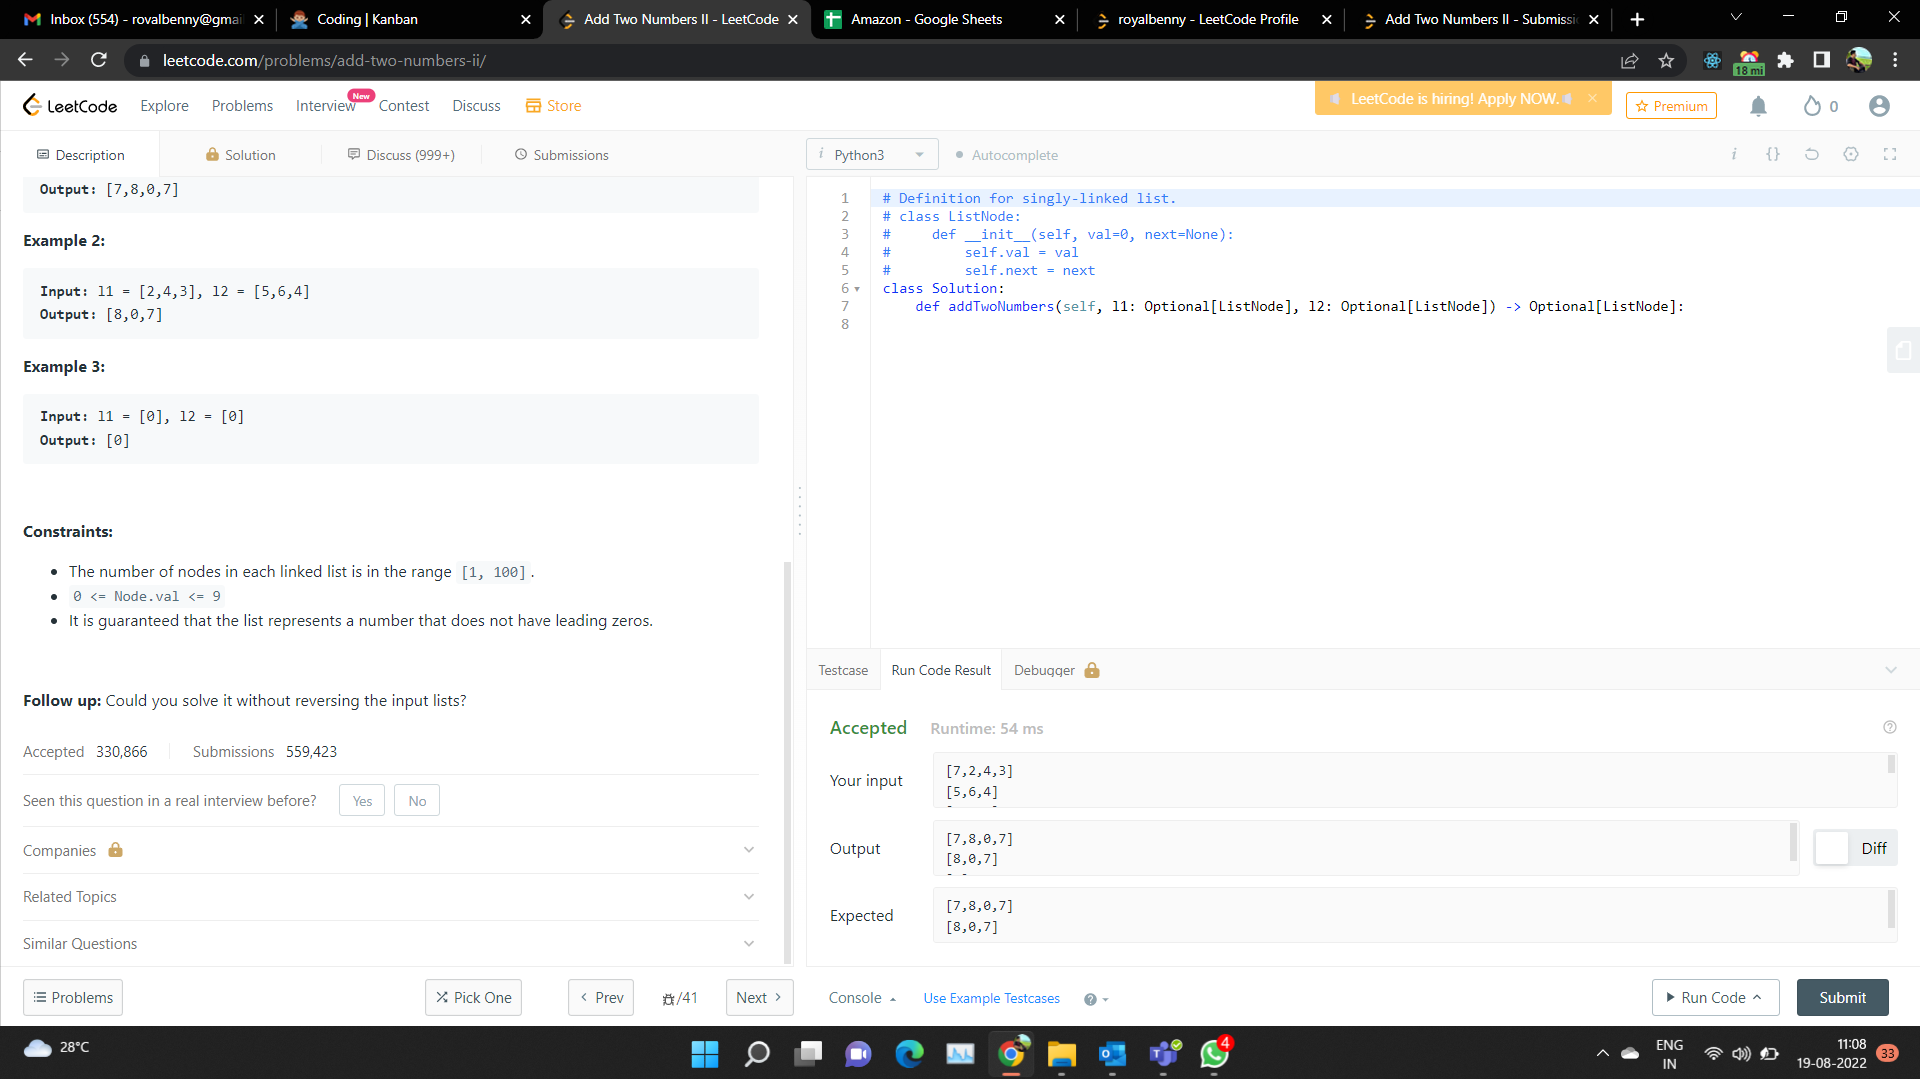 Inbox (554) - rovalbenny@gmai
Coding | Kanban
Add Two Numbers II - LeetCode
Amazon - Google Sheets
royalbenny - LeetCode Profile
Add Two Numbers II - Submissi
leetcode.com/problems/add-two-numbers-ii/
18 mi
LeetCode
Explore
Problems
Interview
New
Contest
Discuss
Store
LeetCode is hiring! Apply NOW.
Premium
0
Description
Solution
Discuss (999+)
Submissions
i Python3
Autocomplete
i {}
Output: [7,8,0,7]
Example 2:
Input: l1 = [2,4,3], l2 = [5,6,4]
Output: [8,0,7]
Example 3:
Input: l1 = [0], l2 = [0]
Output: [0]
Constraints:
• The number of nodes in each linked list is in the range [1, 100].
• 0 <= Node.val <= 9
• It is guaranteed that the list represents a number that does not have leading zeros.
Follow up: Could you solve it without reversing the input lists?
Accepted 330,866
Submissions 559,423
Seen this question in a real interview before?
Yes
No
Companies
Related Topics
Similar Questions
Problems
Pick One
Prev
/41
Next
1 # Definition for singly-linked list.
2 # class ListNode:
3 #     def __init__(self, val=0, next=None):
4 #         self.val = val
5 #         self.next = next
6 class Solution:
7     def addTwoNumbers(self, l1: Optional[ListNode], l2: Optional[ListNode]) -> Optional[ListNode]:
8
Testcase
Run Code Result
Debugger
Accepted
Runtime: 54 ms
Your input
[7,2,4,3]
[5,6,4]
Output
[7,8,0,7]
[8,0,7]
Diff
Expected
[7,8,0,7]
[8,0,7]
Console
Use Example Testcases
Run Code
Submit
28°C
4
ENG
IN
11:08
19-08-2022
33